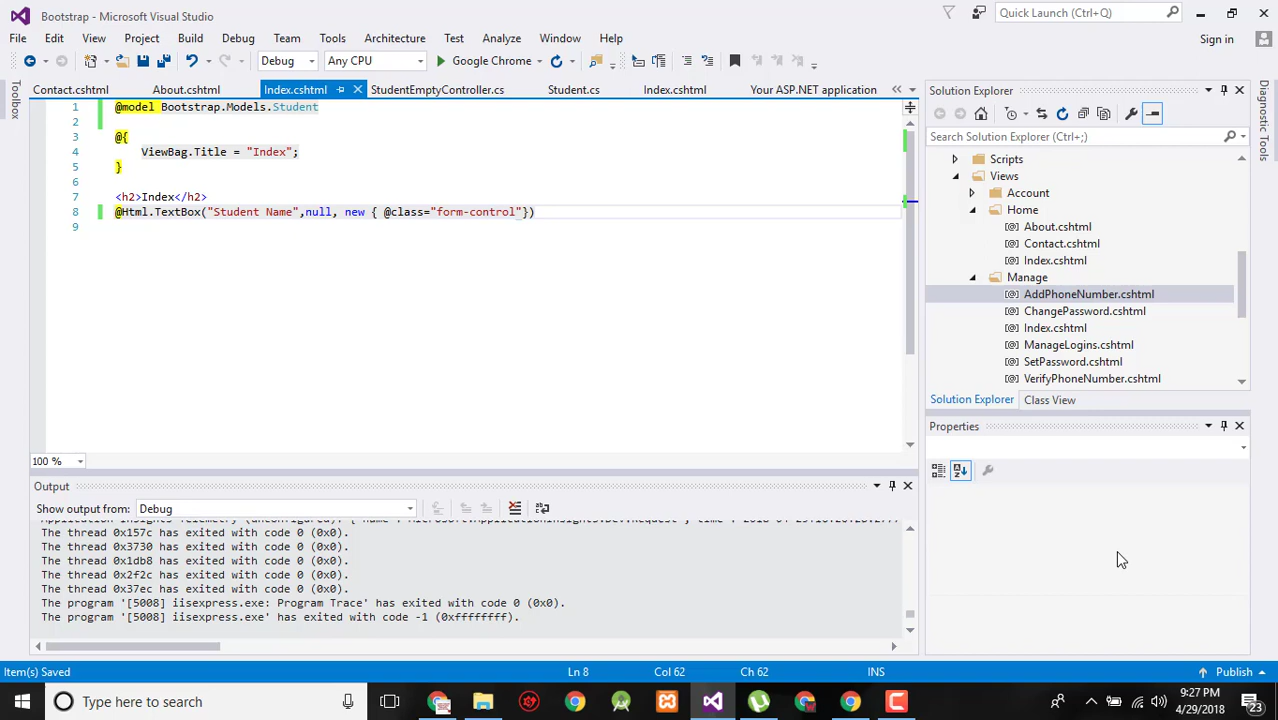 Bootstrap - Microsoft Visual Studio
Quick Launch (Ctrl+Q)
File Edit View Project Build Debug Team Tools Architecture Test Analyze Window Help
Sign in
Debug Any CPU Google Chrome
Toolbox
Contact.cshtml About.cshtml Index.cshtml StudentEmptyController.cs Student.cs Index.cshtml Your ASP.NET application
1 @model Bootstrap.Models.Student
2
3 @{
4 ViewBag.Title = "Index";
5 }
6
7 <h2>Index</h2>
8 @Html.TextBox("Student Name",null, new { @class="form-control"})
9
100 %
Solution Explorer
Search Solution Explorer (Ctrl+;)
Scripts
Views
Account
Home
About.cshtml
Contact.cshtml
Index.cshtml
Manage
AddPhoneNumber.cshtml
ChangePassword.cshtml
Index.cshtml
ManageLogins.cshtml
SetPassword.cshtml
VerifyPhoneNumber.cshtml
Solution Explorer Class View
Diagnostic Tools
Properties
Output
Show output from: Debug
The thread 0x157c has exited with code 0 (0x0).
The thread 0x3730 has exited with code 0 (0x0).
The thread 0x1db8 has exited with code 0 (0x0).
The thread 0x2f2c has exited with code 0 (0x0).
The thread 0x37ec has exited with code 0 (0x0).
The program '[5008] iisexpress.exe: Program Trace' has exited with code 0 (0x0).
The program '[5008] iisexpress.exe' has exited with code -1 (0xffffffff).
Item(s) Saved Ln 8 Col 62 Ch 62 INS Publish
Type here to search
9:27 PM
4/29/2018
23